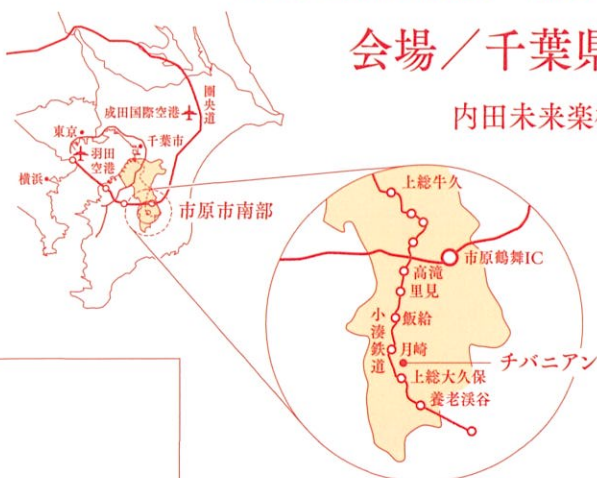 会場／千葉県
内田未来楽
圏央道
成田国際空港
東京
千葉市
羽田
空港
横浜
市原市南部
上総牛久
市原鶴舞IC
高滝
里見
飯給
小湊鉄道
月崎
チバニアン
上総大久保
養老渓谷